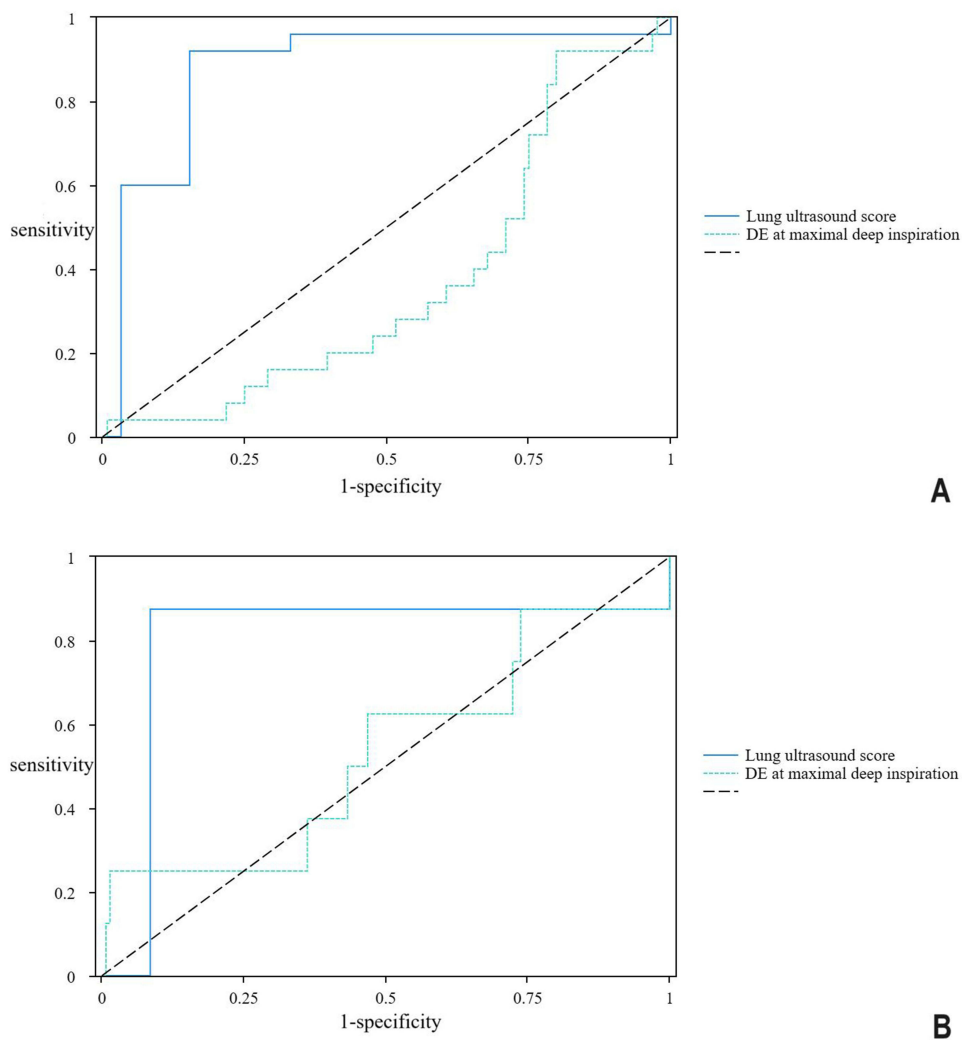 1
0.8
0.6
sensitivity
0.4
0.2
0
0 0.25 0.5 0.75 1
1-specificity
Lung ultrasound score
DE at maximal deep inspiration
A
1
0.8
0.6
sensitivity
0.4
0.2
0
0 0.25 0.5 0.75 1
1-specificity
Lung ultrasound score
DE at maximal deep inspiration
B